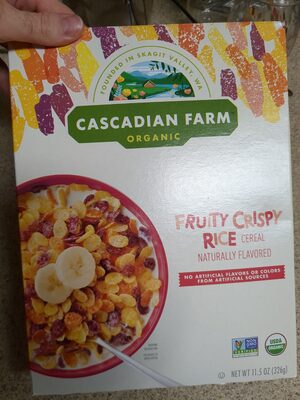 FOUNDED IN SKAGIT VALLEY, WA
CASCADIAN FARM
ORGANIC
FRUITY CRISPY
RICE CEREAL
NATURALLY FLAVORED
NO ARTIFICIAL FLAVORS OR COLORS
FROM ARTIFICIAL SOURCES
USDA
ORGANIC
NET WT 11.5 OZ (326g)